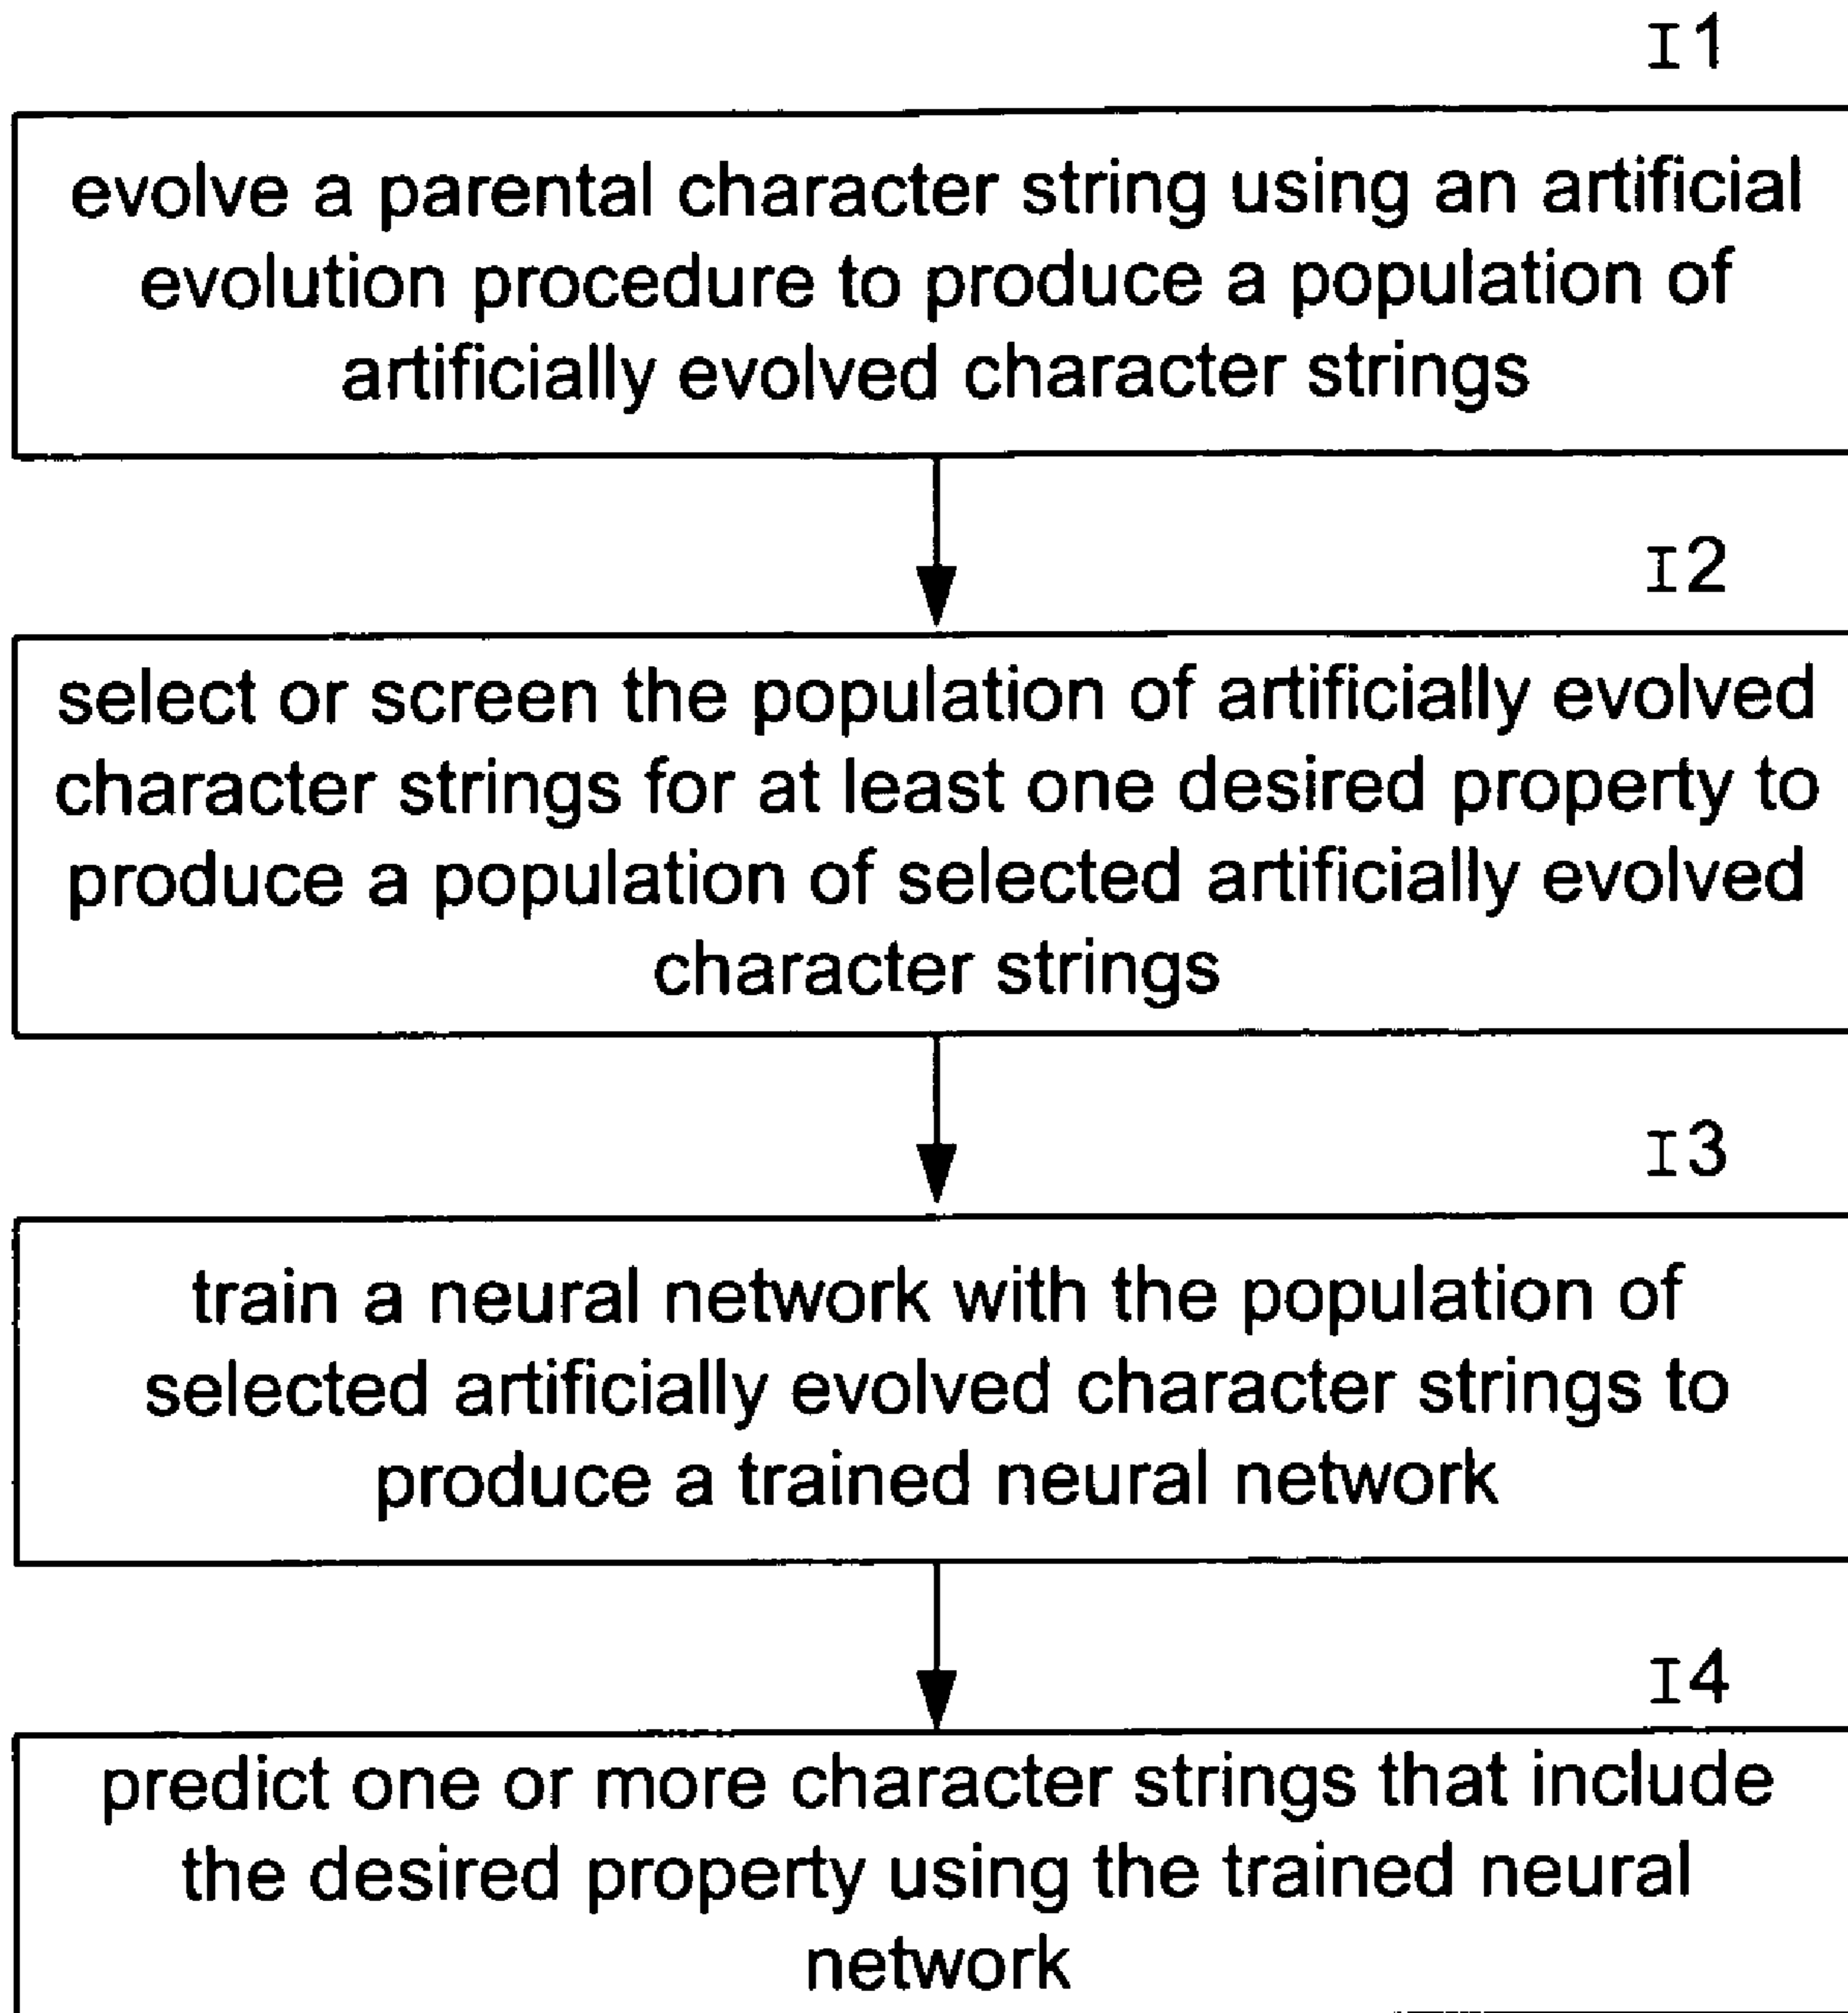 I1
evolve a parental character string using an artificial
evolution procedure to produce a population of
artificially evolved character strings
I2
select or screen the population of artificially evolved
character strings for at least one desired property to
produce a population of selected artificially evolved
character strings
I3
train a neural network with the population of
selected artificially evolved character strings to
produce a trained neural network
I4
predict one or more character strings that include
the desired property using the trained neural
network